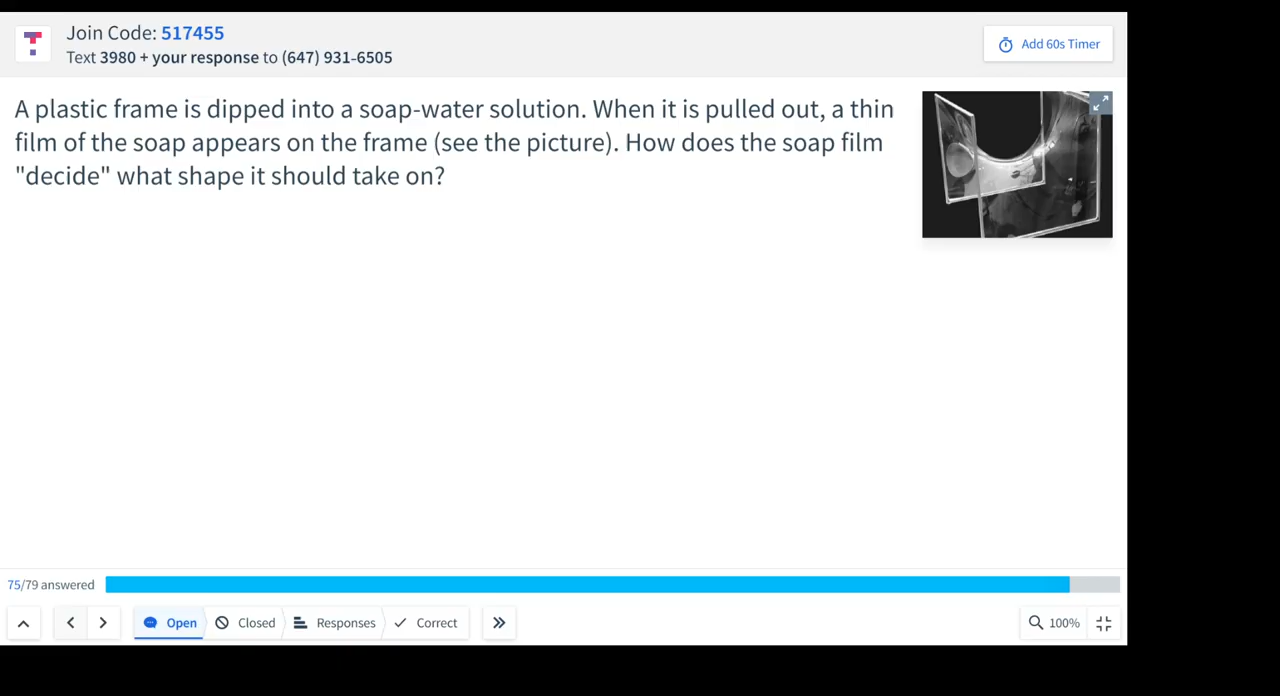 Join Code: 517455
Text 3980 + your response to (647) 931-6505
Add 60s Timer
A plastic frame is dipped into a soap-water solution. When it is pulled out, a thin
film of the soap appears on the frame (see the picture). How does the soap film
"decide" what shape it should take on?
75/79 answered
Open
Closed
Responses
Correct
100%